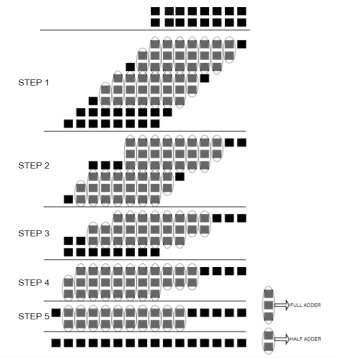 STEP 1
STEP 2
STEP 3
STEP 4
STEP 5
FULL ADDER
HALF ADDER